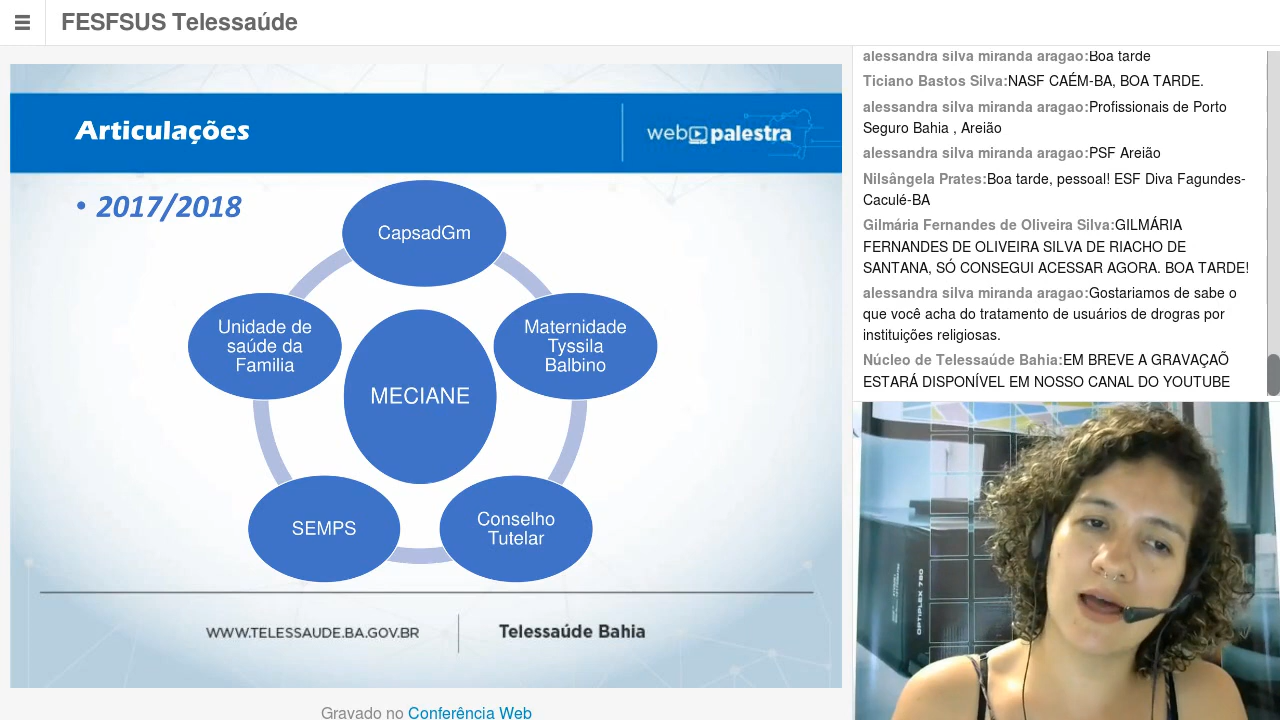 FESFSUS Telessaúde
Articulações
web palestra
• 2017/2018
CapsadGm
Unidade de
saúde da
Familia
Maternidade
Tyssila
Balbino
MECIANE
SEMPS
Conselho
Tutelar
WWW.TELESSAUDE.BA.GOV.BR
Telessaúde Bahia
Gravado no Conferência Web
alessandra silva miranda aragao:Boa tarde
Ticiano Bastos Silva:NASF CAÉM-BA, BOA TARDE.
alessandra silva miranda aragao:Profissionais de Porto
Seguro Bahia , Areião
alessandra silva miranda aragao:PSF Areião
Nilsângela Prates:Boa tarde, pessoal! ESF Diva Fagundes-
Caculé-BA
Gilmária Fernandes de Oliveira Silva:GILMÁRIA
FERNANDES DE OLIVEIRA SILVA DE RIACHO DE
SANTANA, SÓ CONSEGUI ACESSAR AGORA. BOA TARDE!
alessandra silva miranda aragao:Gostariamos de sabe o
que você acha do tratamento de usuários de drogras por
instituições religiosas.
Núcleo de Telessaúde Bahia:EM BREVE A GRAVAÇAÕ
ESTARÁ DISPONÍVEL EM NOSSO CANAL DO YOUTUBE
OPTIPLEX 780